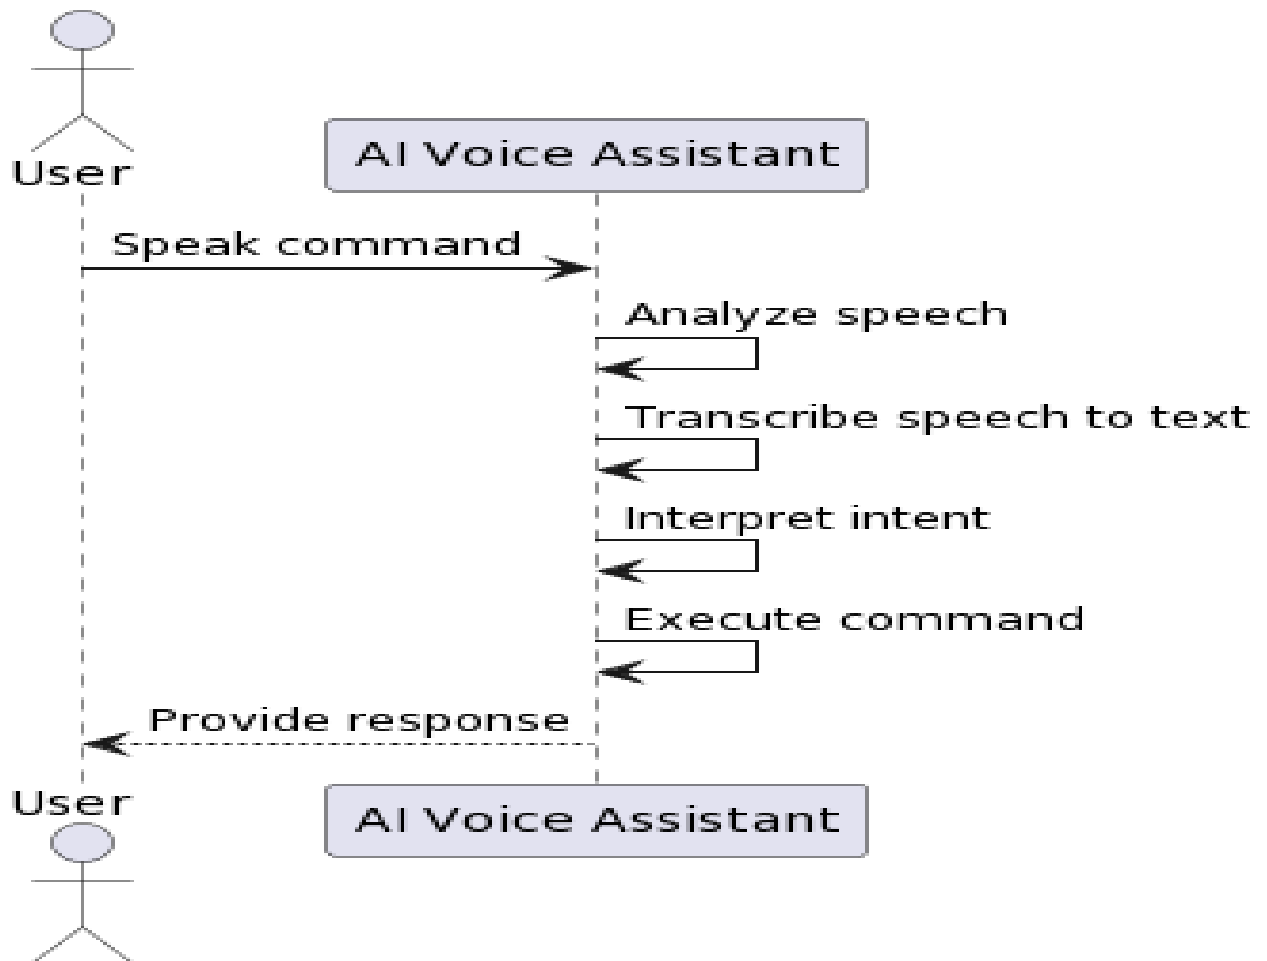 User
AI Voice Assistant
Speak command
Analyze speech
Transcribe speech to text
Interpret intent
Execute command
Provide response
User
AI Voice Assistant